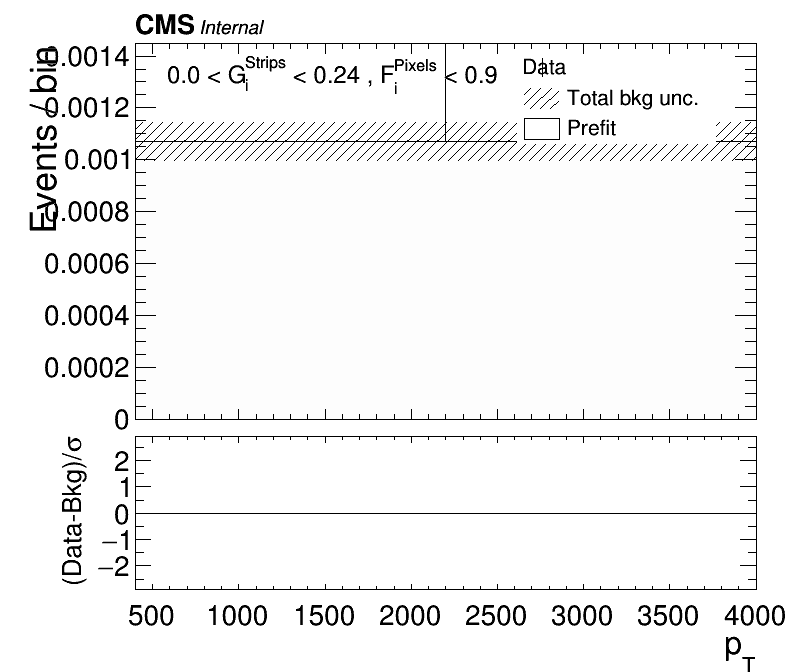 CMS Internal
Events / bin
0.0 < G_i^Strips < 0.24 , F_i^Pixels < 0.9
Data
Total bkg unc.
Prefit
0.0014
0.0012
0.001
0.0008
0.0006
0.0004
0.0002
0
(Data-Bkg)/σ
2
1
0
−1
−2
500 1000 1500 2000 2500 3000 3500 4000
p_T